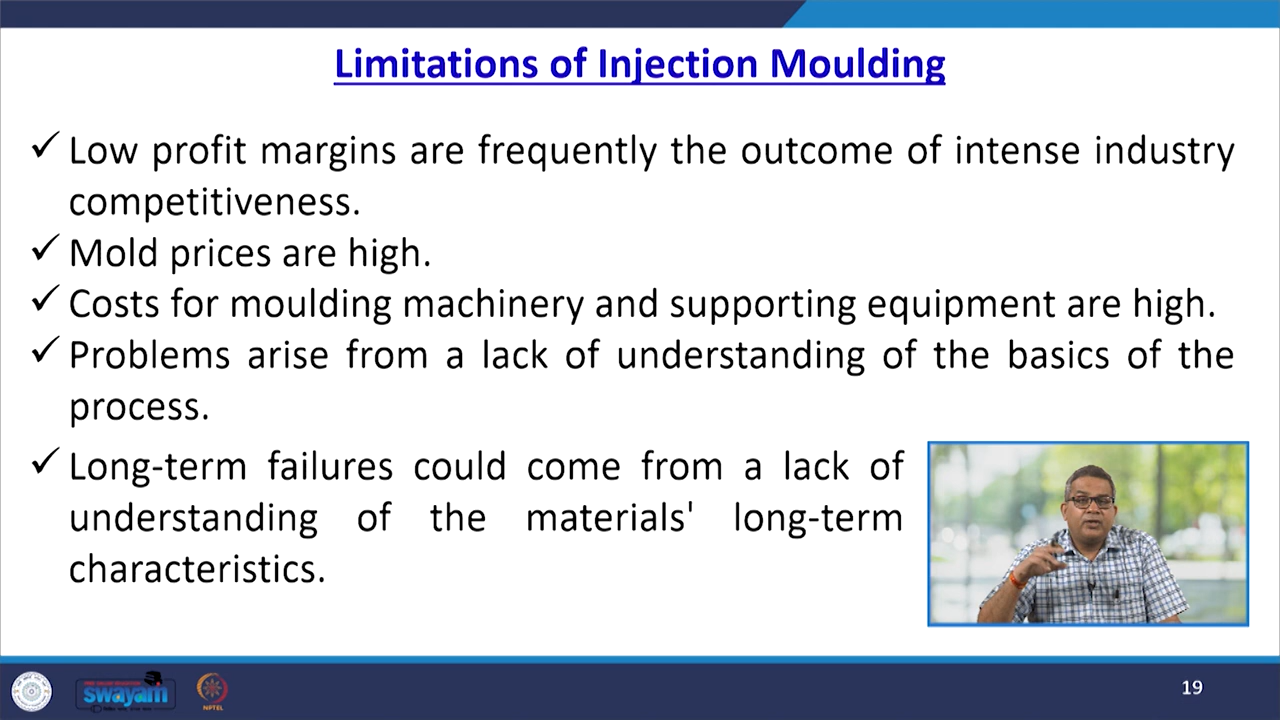 Limitations of Injection Moulding
✓ Low profit margins are frequently the outcome of intense industry
competitiveness.
✓ Mold prices are high.
✓ Costs for moulding machinery and supporting equipment are high.
✓ Problems arise from a lack of understanding of the basics of the
process.
✓ Long-term failures could come from a lack of
understanding of the materials' long-term
characteristics.
swayam
NPTEL
19